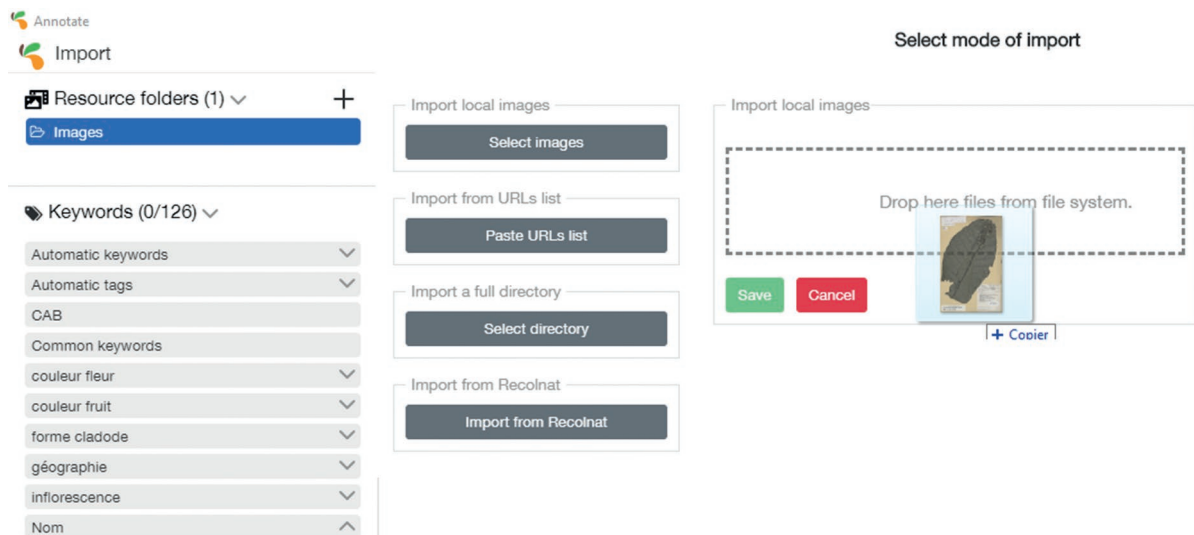 Annotate
Import
Resource folders (1)
Images
Keywords (0/126)
Automatic keywords
Automatic tags
CAB
Common keywords
couleur fleur
couleur fruit
forme cladode
géographie
inflorescence
Nom
Select mode of import
Import local images
Select images
Import from URLs list
Paste URLs list
Import a full directory
Select directory
Import from Recolnat
Import from Recolnat
Import local images
Drop here files from file system.
Save Cancel
+ Copier